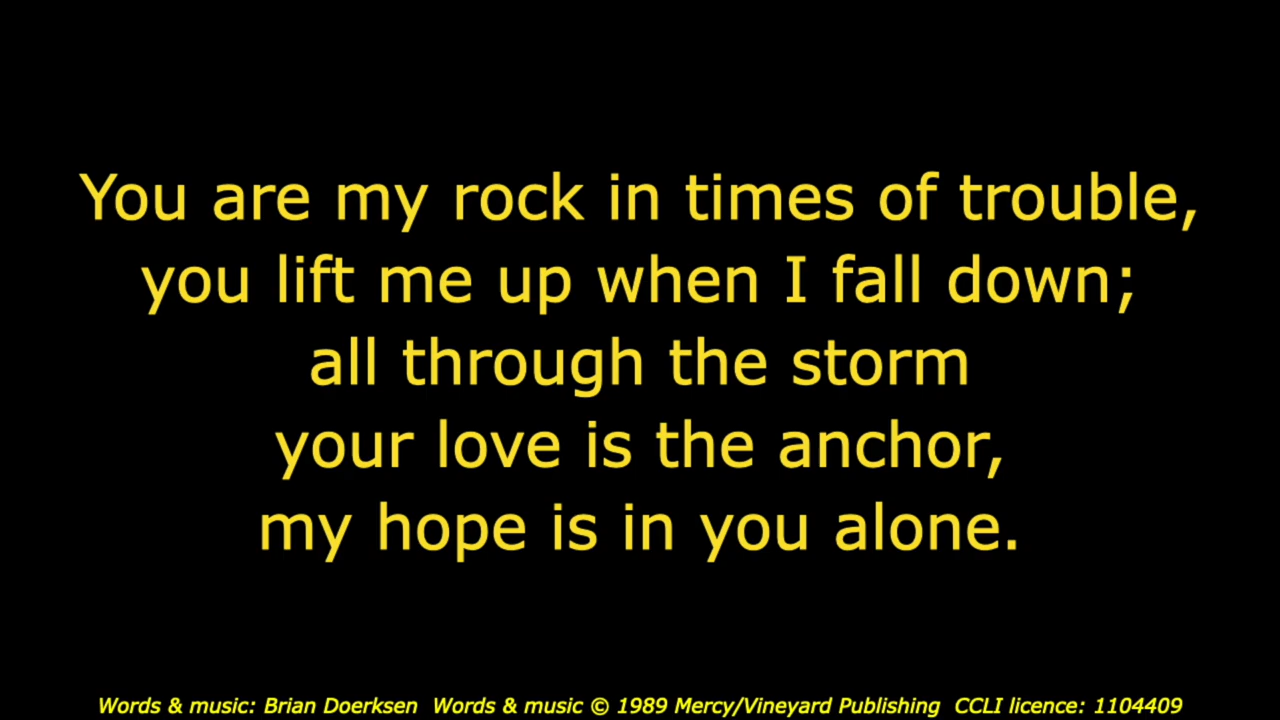 You are my rock in times of trouble,
you lift me up when I fall down;
all through the storm
your love is the anchor,
my hope is in you alone.
Words & music: Brian Doerksen  Words & music © 1989 Mercy/Vineyard Publishing  CCLI licence: 1104409